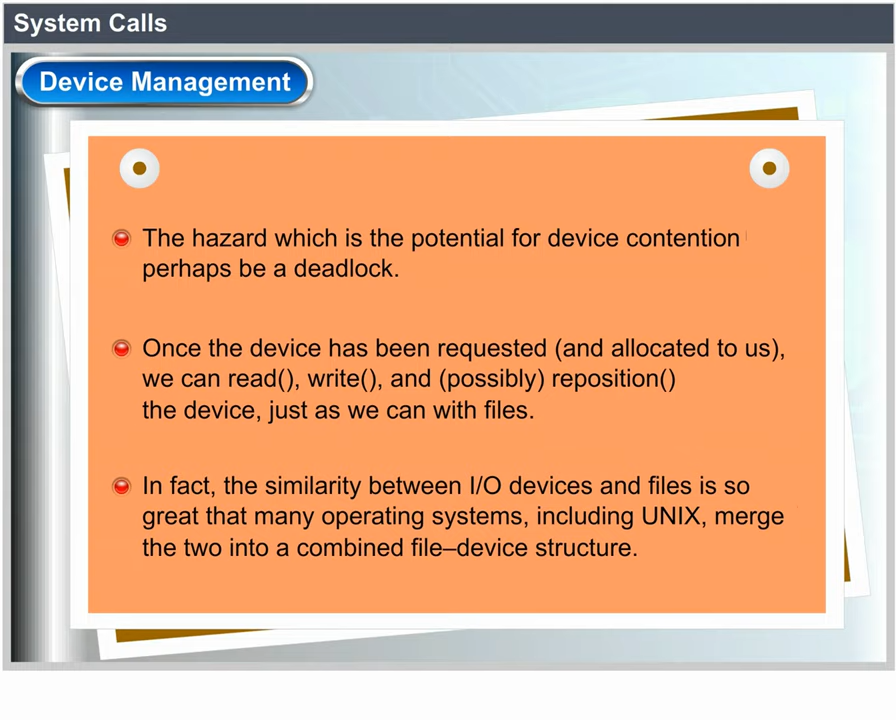 System Calls
Device Management
The hazard which is the potential for device contention
perhaps be a deadlock.
Once the device has been requested (and allocated to us),
we can read(), write(), and (possibly) reposition()
the device, just as we can with files.
In fact, the similarity between I/O devices and files is so
great that many operating systems, including UNIX, merge
the two into a combined file–device structure.